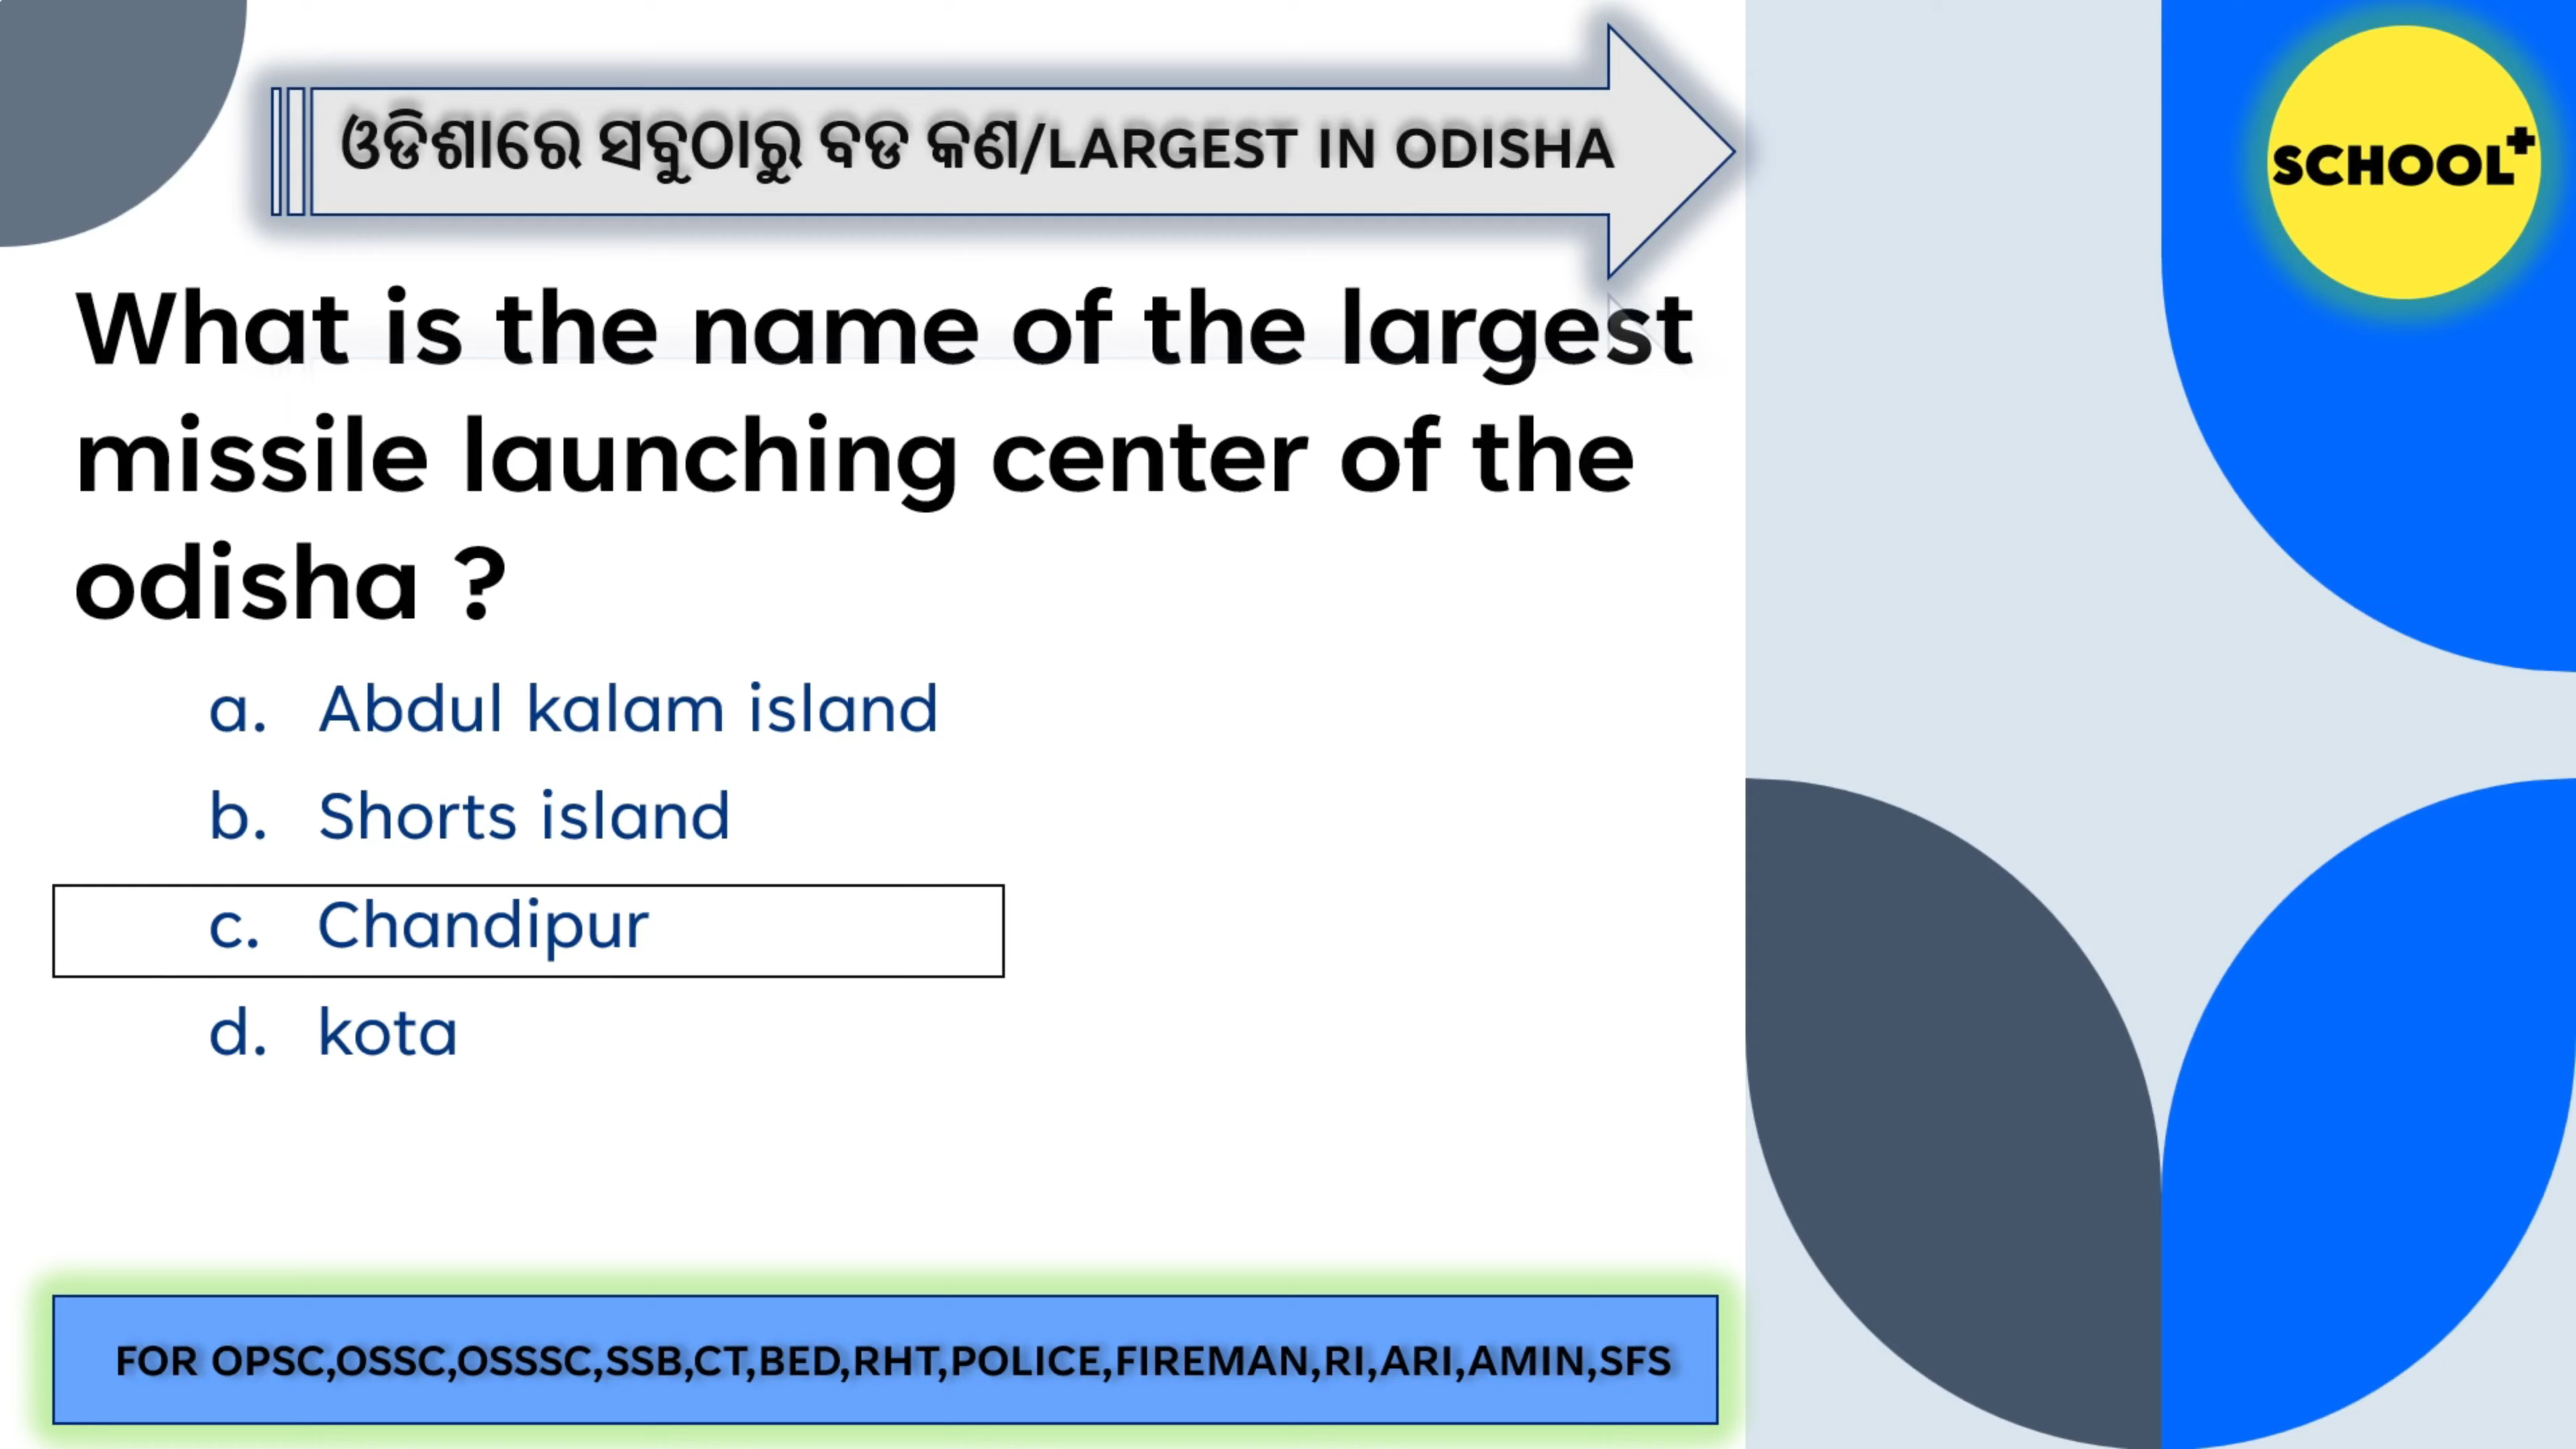 ଓଡିଶାରେ ସବୁଠାରୁ ବଡ କଣ/LARGEST IN ODISHA
SCHOOL+
What is the name of the largest
missile launching center of the
odisha ?
a. Abdul kalam island
b. Shorts island
c. Chandipur
d. kota
FOR OPSC,OSSC,OSSSC,SSB,CT,BED,RHT,POLICE,FIREMAN,RI,ARI,AMIN,SFS